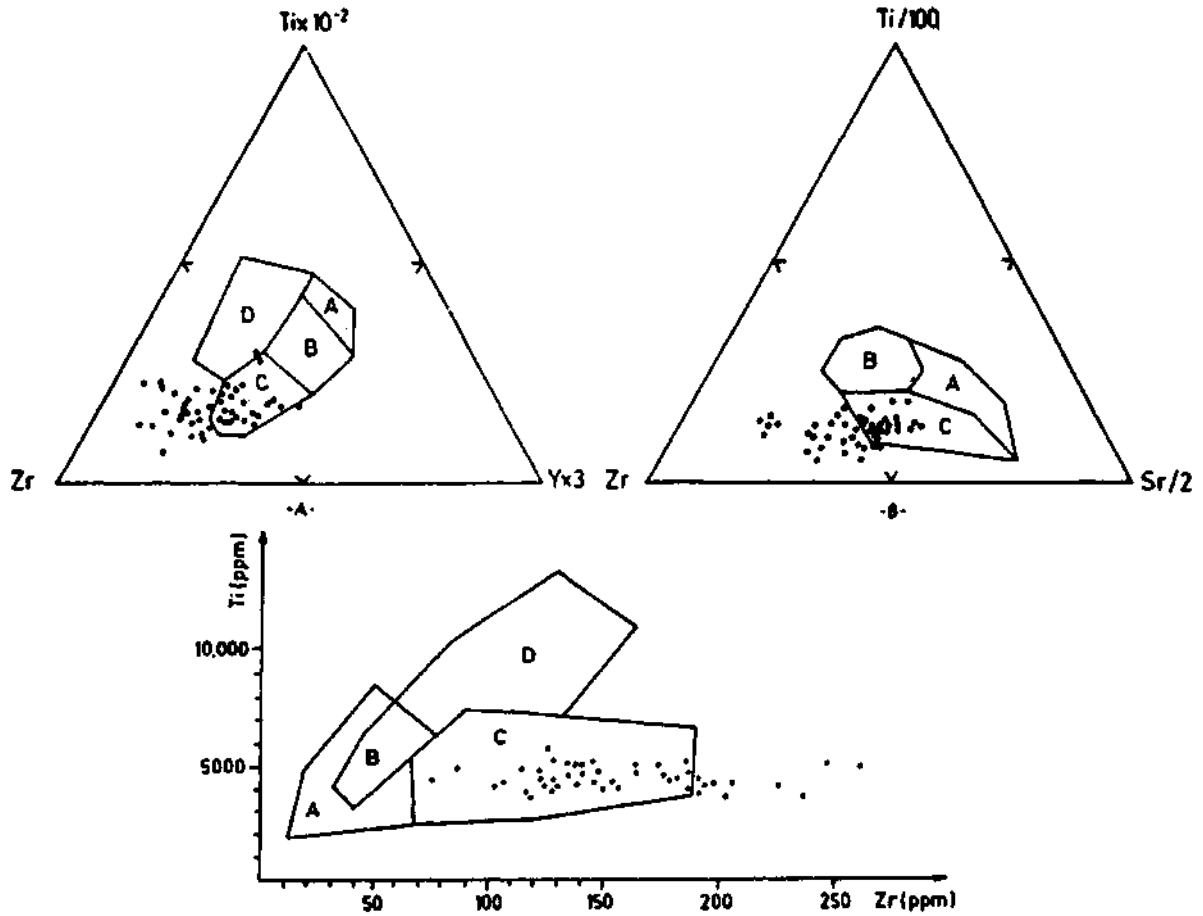 Ti×10⁻²
D
A
B
C
Zr
Y×3
-A-
Ti/100
B
A
C
Zr
Sr/2
-B-
Ti(ppm)
10,000
5000
D
C
B
A
50
100
150
200
250
Zr(ppm)